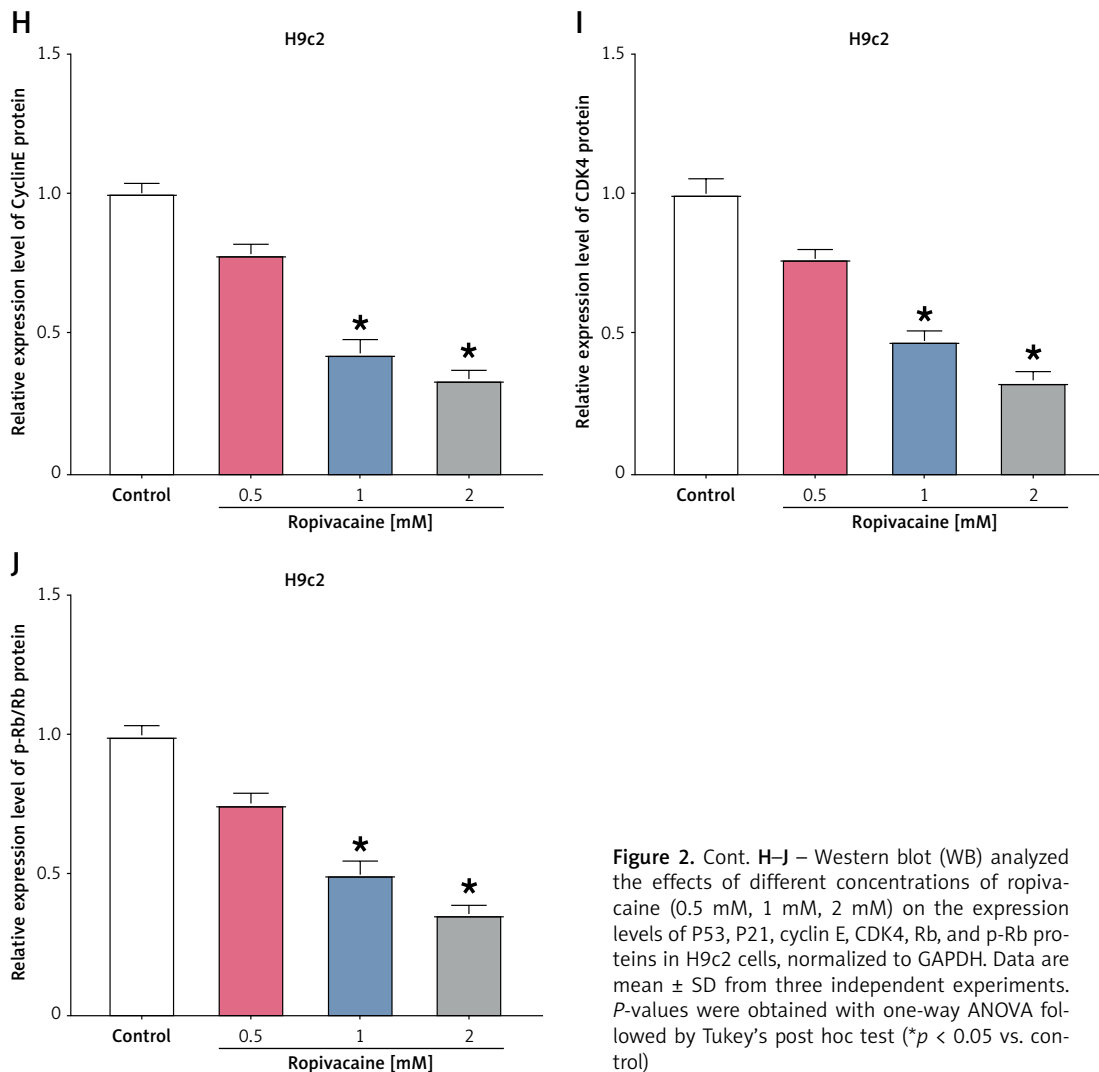 H
H9c2
Relative expression level of CyclinE protein
1.5
1.0
0.5
0
*
*
Control
0.5
1
2
Ropivacaine [mM]
I
H9c2
Relative expression level of CDK4 protein
1.5
1.0
0.5
0
*
*
Control
0.5
1
2
Ropivacaine [mM]
J
H9c2
Relative expression level of p-Rb/Rb protein
1.5
1.0
0.5
0
*
*
Control
0.5
1
2
Ropivacaine [mM]
Figure 2. Cont. H–J – Western blot (WB) analyzed
the effects of different concentrations of ropiva-
caine (0.5 mM, 1 mM, 2 mM) on the expression
levels of P53, P21, cyclin E, CDK4, Rb, and p-Rb pro-
teins in H9c2 cells, normalized to GAPDH. Data are
mean ± SD from three independent experiments.
P-values were obtained with one-way ANOVA fol-
lowed by Tukey's post hoc test (*p < 0.05 vs. con-
trol)